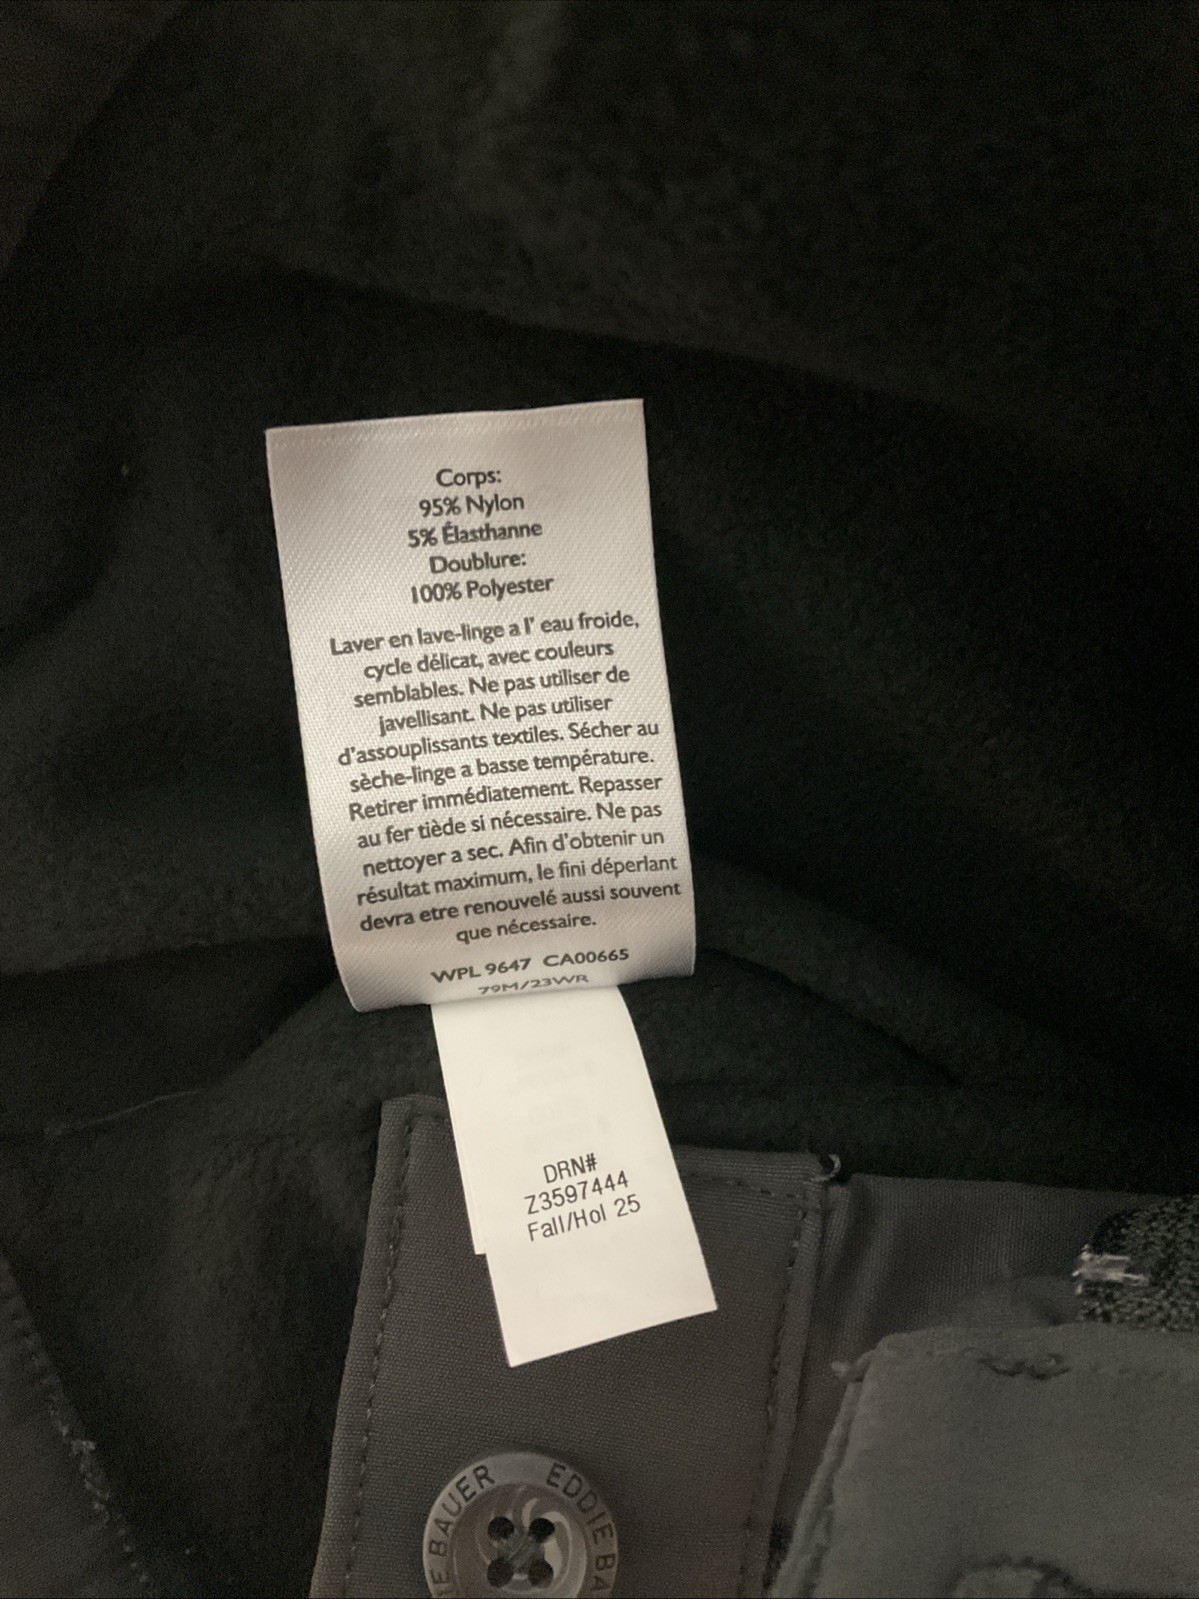 Corps:
95% Nylon
5% Élasthanne
Doublure:
100% Polyester
Laver en lave-linge a l' eau froide,
cycle délicat, avec couleurs
semblables. Ne pas utiliser de
javellisant. Ne pas utiliser
d'assouplissants textiles. Sécher au
sèche-linge a basse température.
Retirer immédiatement. Repasser
au fer tiède si nécessaire. Ne pas
nettoyer a sec. Afin d'obtenir un
résultat maximum, le fini déperlant
devra etre renouvelé aussi souvent
que nécessaire.
WPL 9647 CA00665
79M/23WR
DRN#
Z3597444
Fall/Hol 25
IE BAUER EDDIE BA